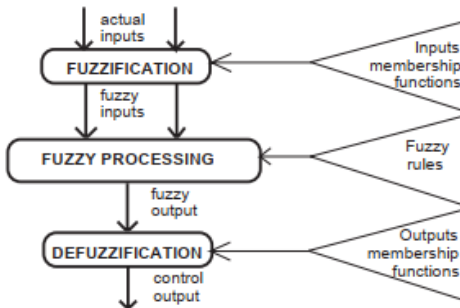 actual
inputs
FUZZIFICATION
Inputs
membership
functions
fuzzy
inputs
FUZZY PROCESSING
Fuzzy
rules
fuzzy
output
DEFUZZIFICATION
Outputs
membership
functions
control
output